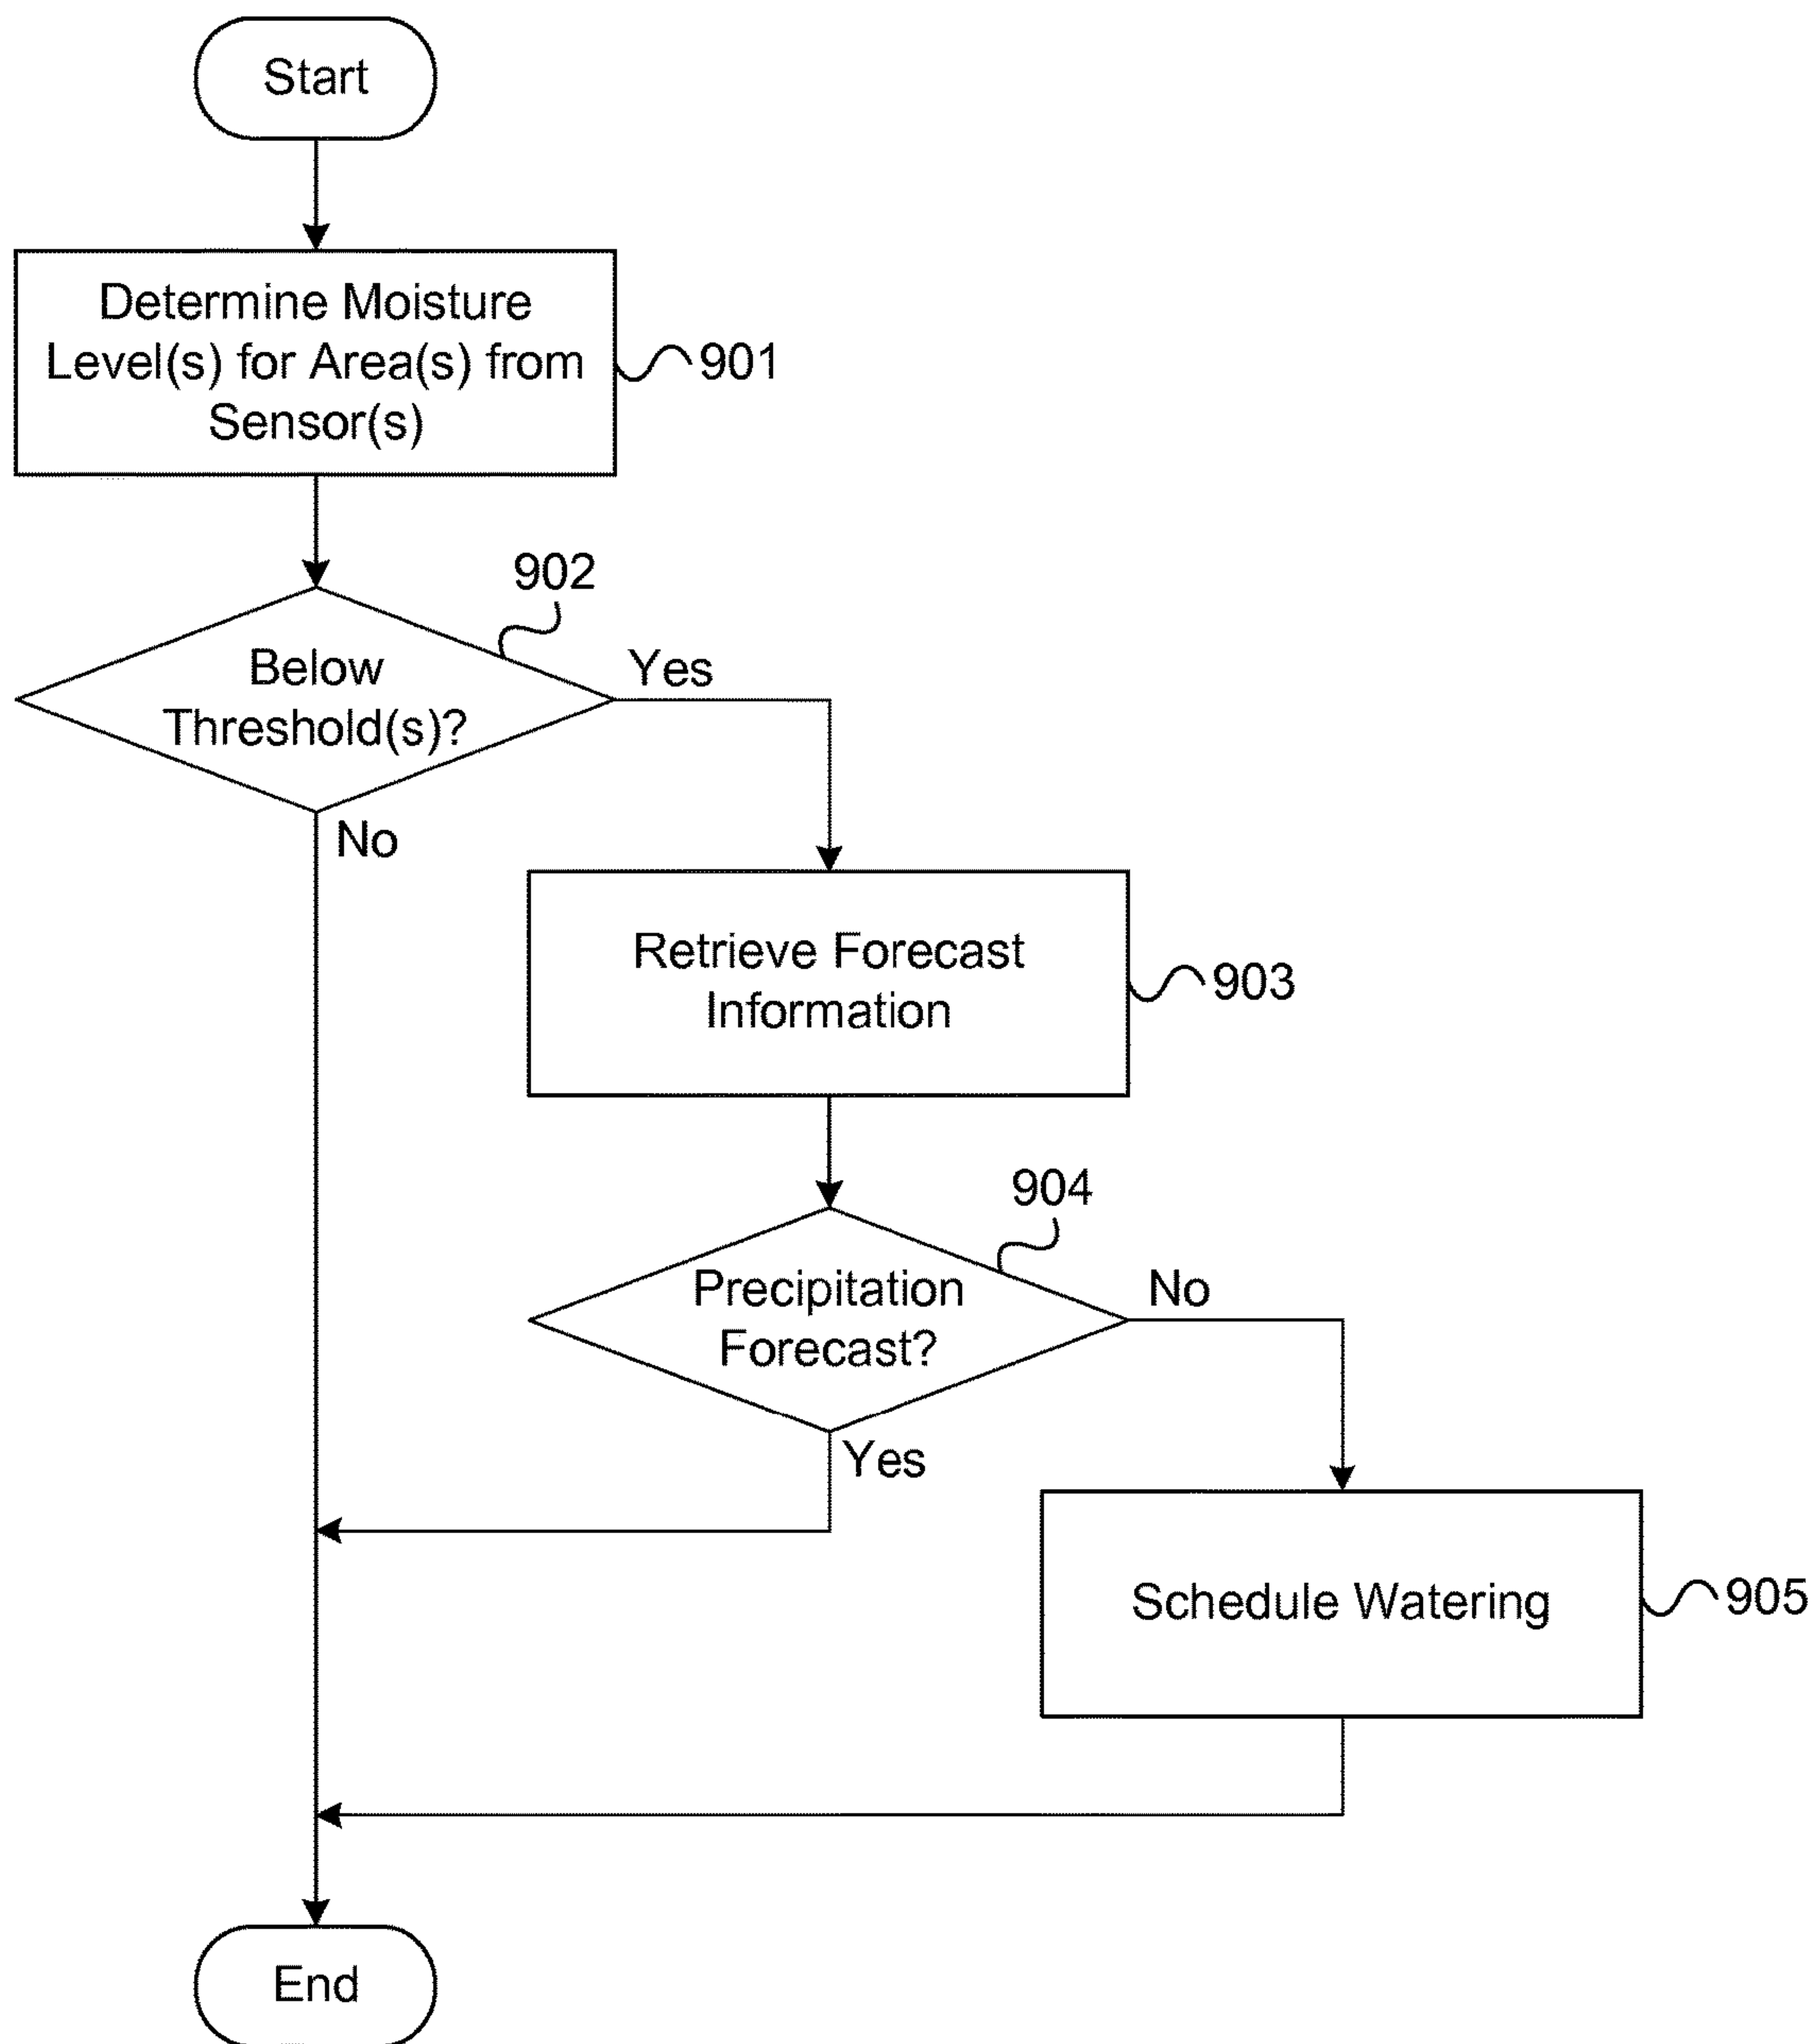 Start
Determine Moisture
Level(s) for Area(s) from
Sensor(s)
901
902
Below
Threshold(s)?
Yes
No
Retrieve Forecast
Information
903
904
Precipitation
Forecast?
No
Yes
Schedule Watering
905
End